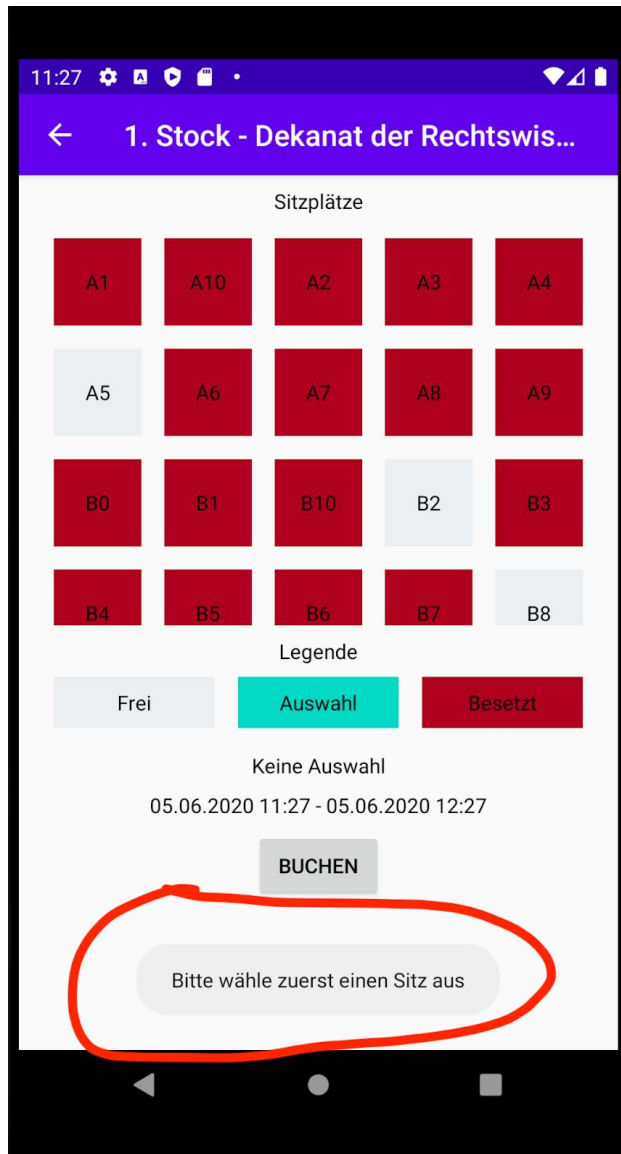 11:27
1. Stock - Dekanat der Rechtswis...
Sitzplätze
A1 A10 A2 A3 A4
A5 A6 A7 A8 A9
B0 B1 B10 B2 B3
B4 B5 B6 B7 B8
Legende
Frei Auswahl Besetzt
Keine Auswahl
05.06.2020 11:27 - 05.06.2020 12:27
BUCHEN
Bitte wähle zuerst einen Sitz aus